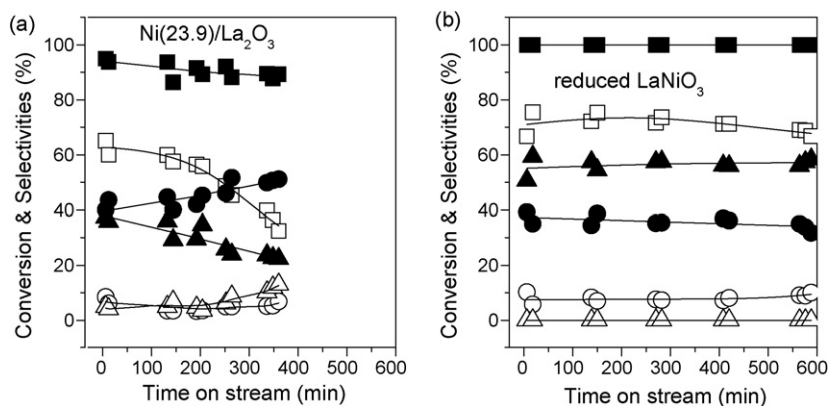 (a)
Ni(23.9)/La₂O₃
Conversion & Selectivities (%)
100
80
60
40
20
0
0 100 200 300 400 500 600
Time on stream (min)
(b)
reduced LaNiO₃
Conversion & Selectivities (%)
100
80
60
40
20
0
0 100 200 300 400 500 600
Time on stream (min)